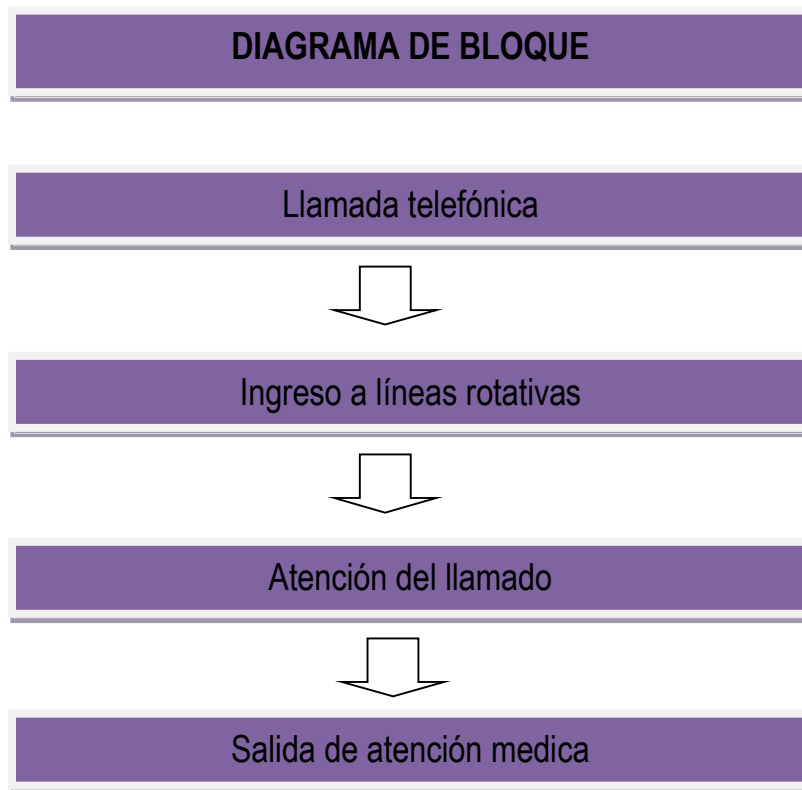 DIAGRAMA DE BLOQUE
Llamada telefónica
Ingreso a líneas rotativas
Atención del llamado
Salida de atención medica